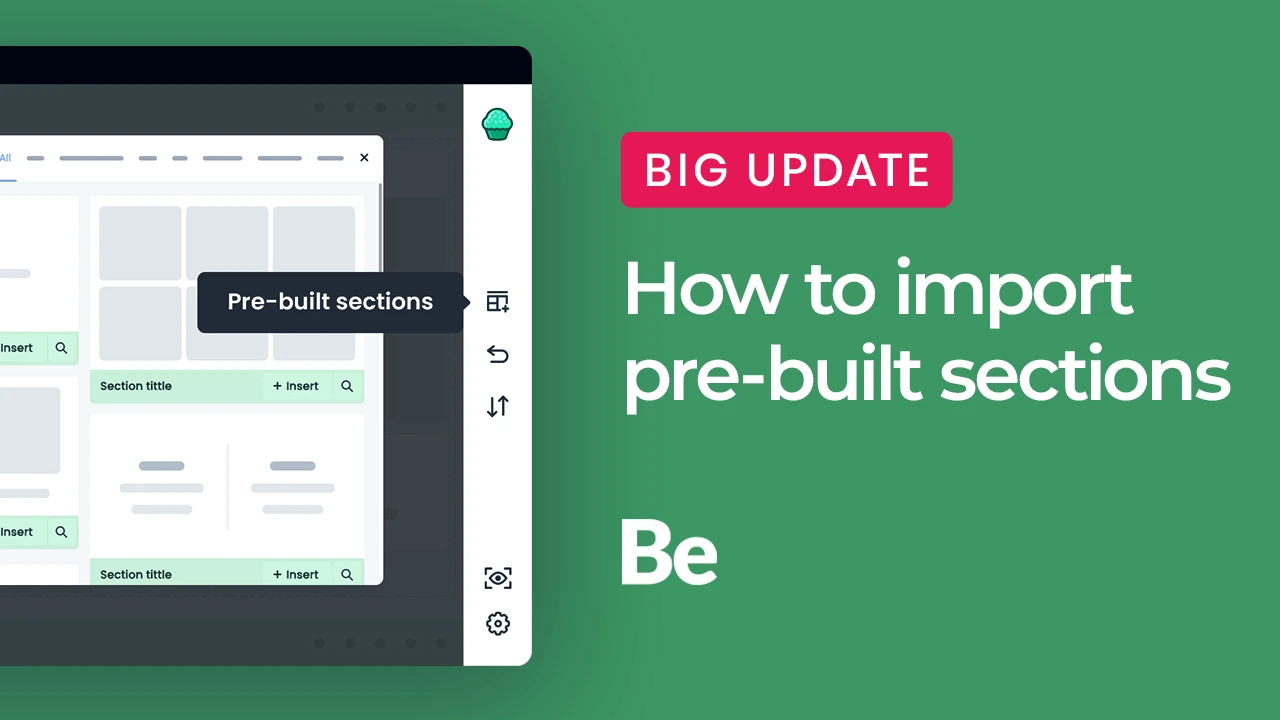 All
Pre-built sections
Insert
Section tittle
+ Insert
Insert
Section tittle
+ Insert
BIG UPDATE
How to import
pre-built sections
Be